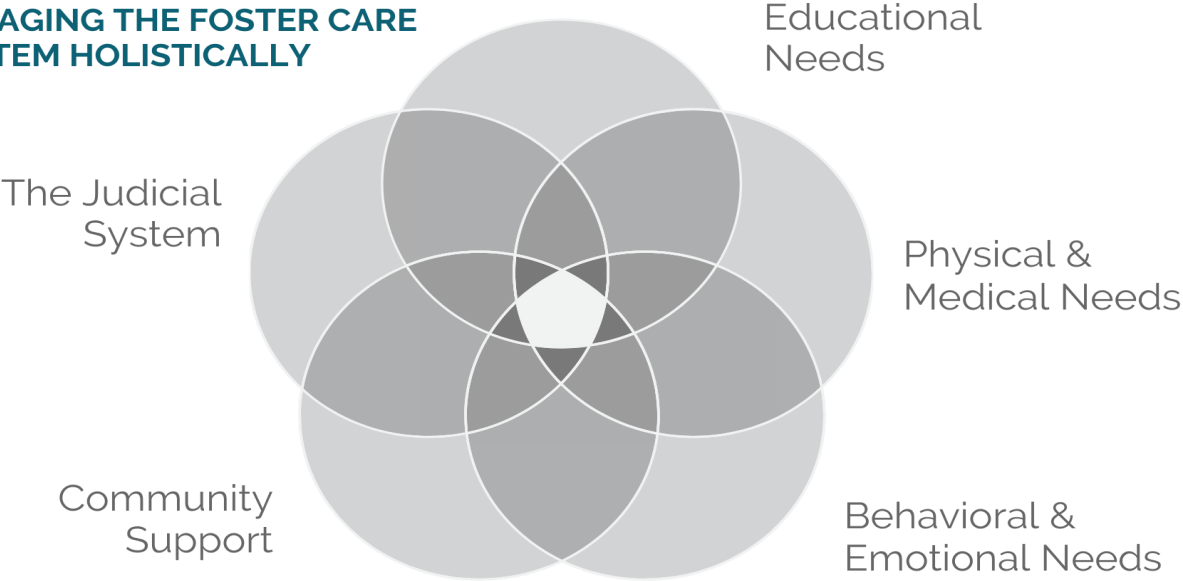 AGING THE FOSTER CARE
TEM HOLISTICALLY
Educational
Needs
The Judicial
System
Physical &
Medical Needs
Community
Support
Behavioral &
Emotional Needs